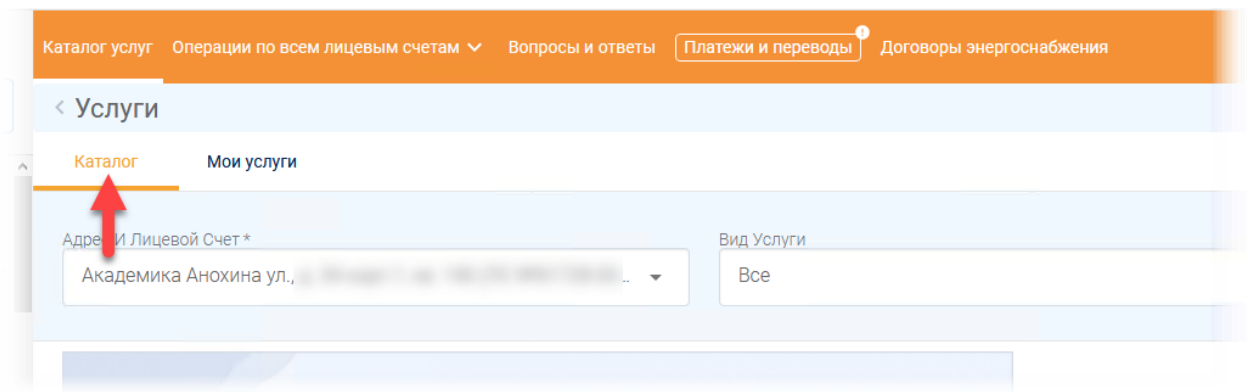 Каталог услуг Операции по всем лицевым счетам Вопросы и ответы Платежи и переводы ! Договоры энергоснабжения
< Услуги
Каталог Мои услуги
Адрес И Лицевой Счет * Вид Услуги
Академика Анохина ул., .. Все